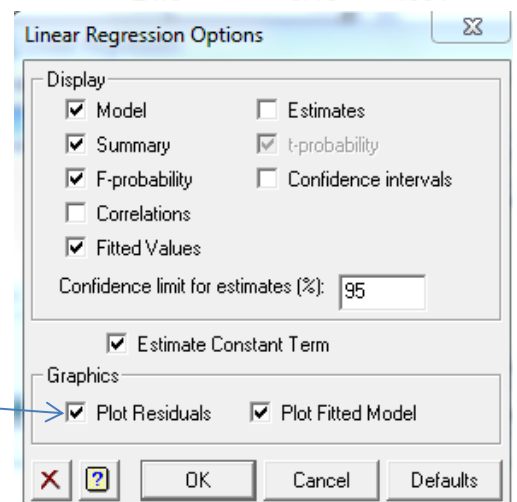 Linear Regression Options
Display
Model Estimates
Summary t-probability
F-probability Confidence intervals
Correlations
Fitted Values
Confidence limit for estimates (%): 95
Estimate Constant Term
Graphics
Plot Residuals Plot Fitted Model
? OK Cancel Defaults